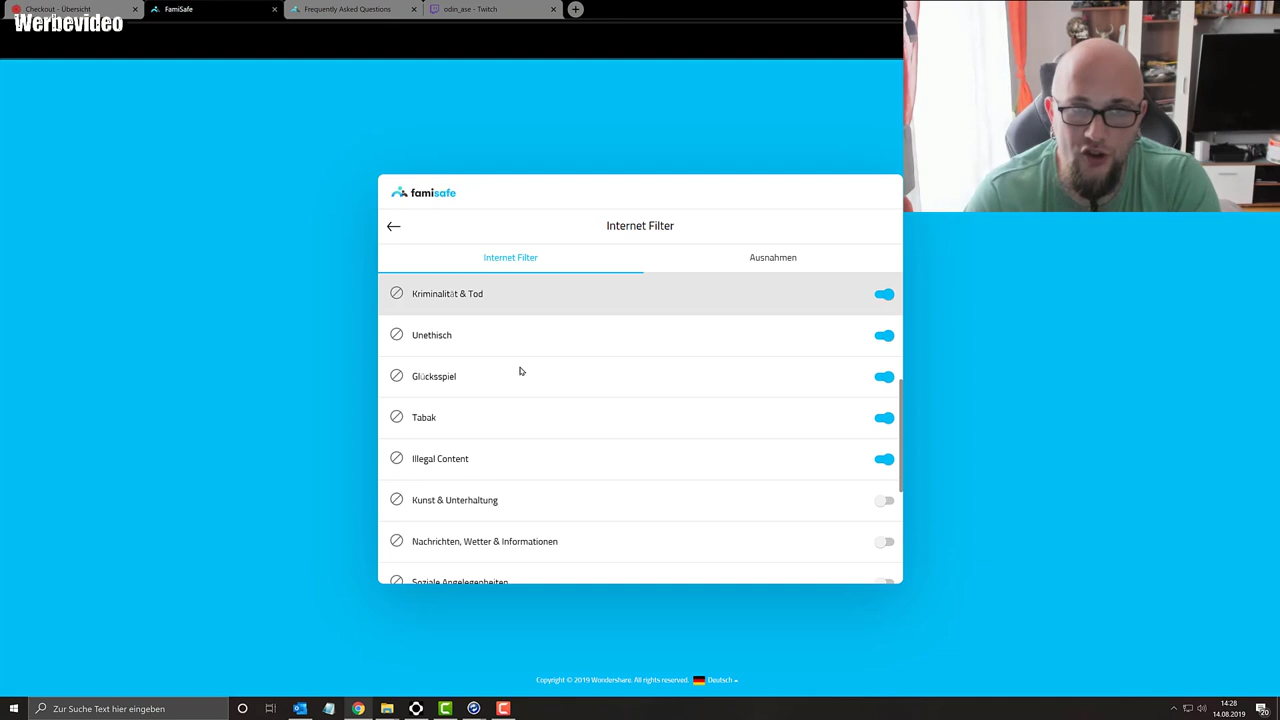 Checkout - Übersicht
FamiSafe
Frequently Asked Questions
odin_ase - Twitch
Werbevideo
famisafe
Internet Filter
Internet Filter
Ausnahmen
Kriminalität & Tod
Unethisch
Glücksspiel
Tabak
Illegal Content
Kunst & Unterhaltung
Nachrichten, Wetter & Informationen
Soziale Angelegenheiten
Copyright © 2019 Wondershare. All rights reserved. Deutsch
Zur Suche Text hier eingeben
14:28
14.08.2019
20